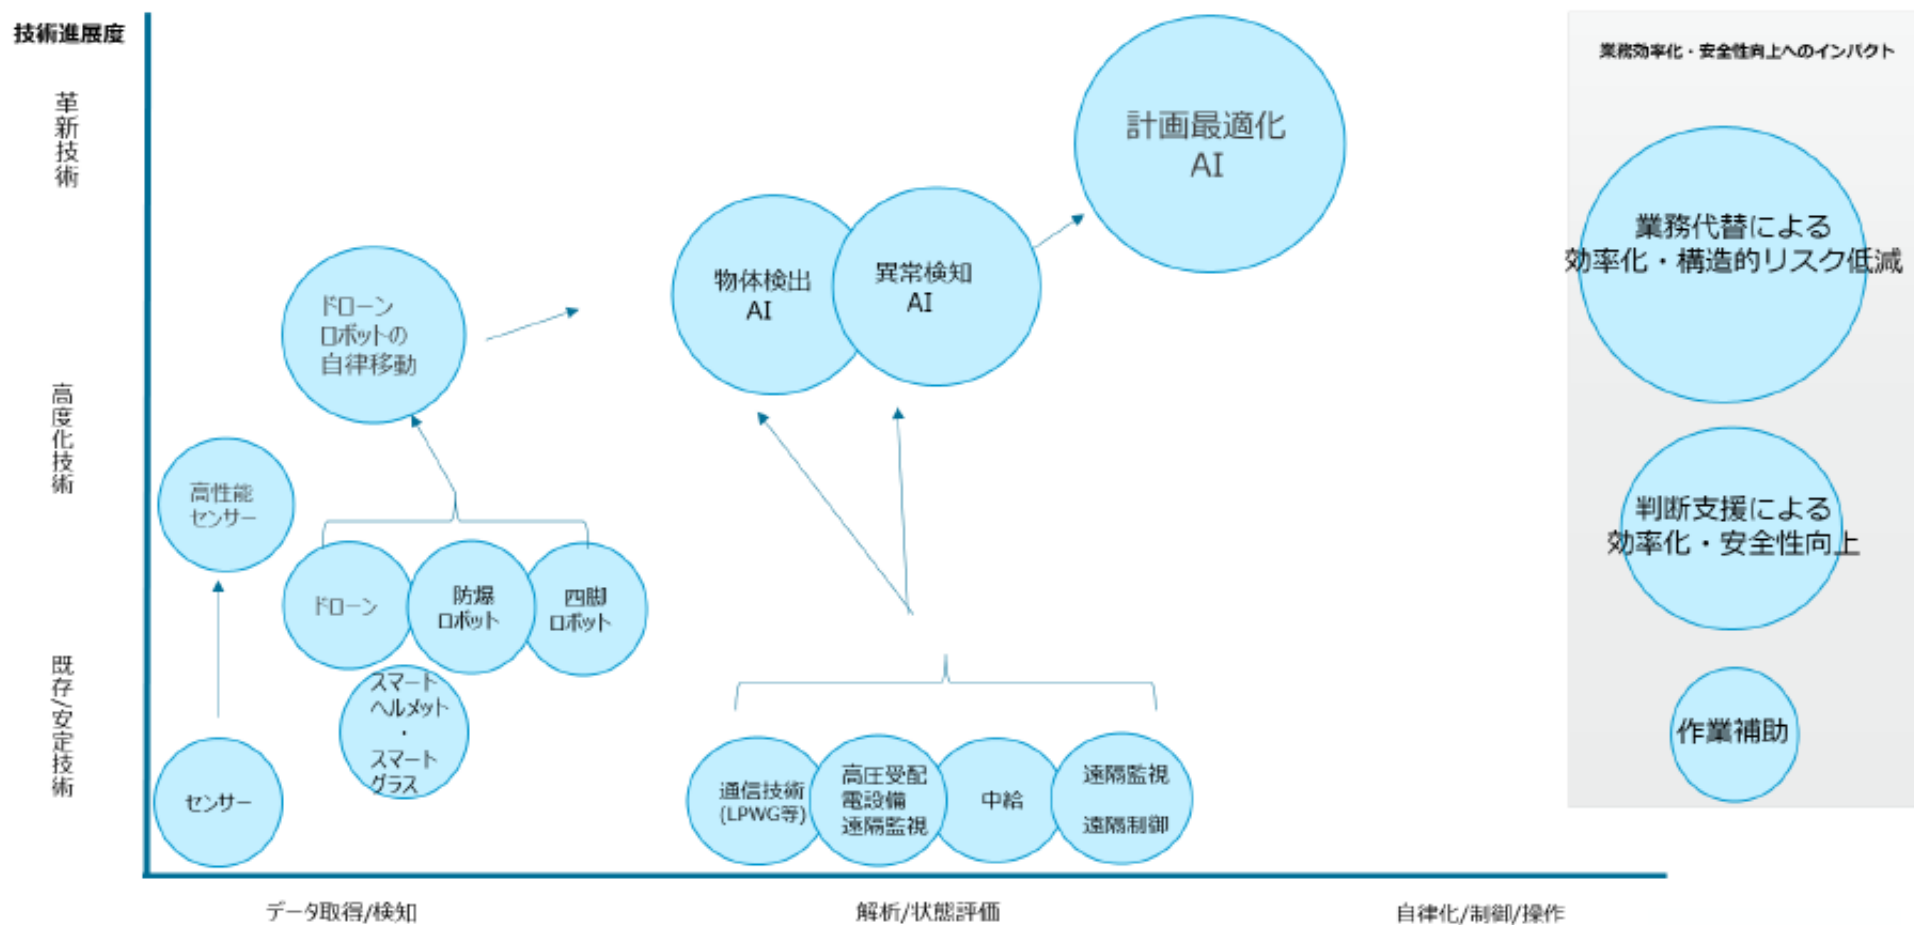 技術進展度
革新技術
高度化技術
既存/安定技術
計画最適化
AI
物体検出
AI
異常検知
AI
ドローン
ロボットの
自律移動
高性能
センサー
ドローン
防爆
ロボット
四脚
ロボット
スマート
ヘルメット
・
スマート
グラス
センサー
通信技術
(LPWG等)
高圧受配
電設備
遠隔監視
中給
遠隔監視
遠隔制御
データ取得/検知
解析/状態評価
自律化/制御/操作
業務効率化・安全性向上へのインパクト
業務代替による
効率化・構造的リスク低減
判断支援による
効率化・安全性向上
作業補助